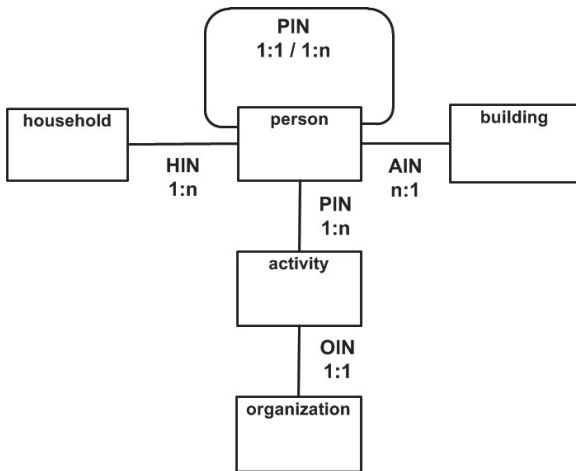 PIN
1:1 / 1:n
household
person
building
HIN
1:n
AIN
n:1
PIN
1:n
activity
OIN
1:1
organization